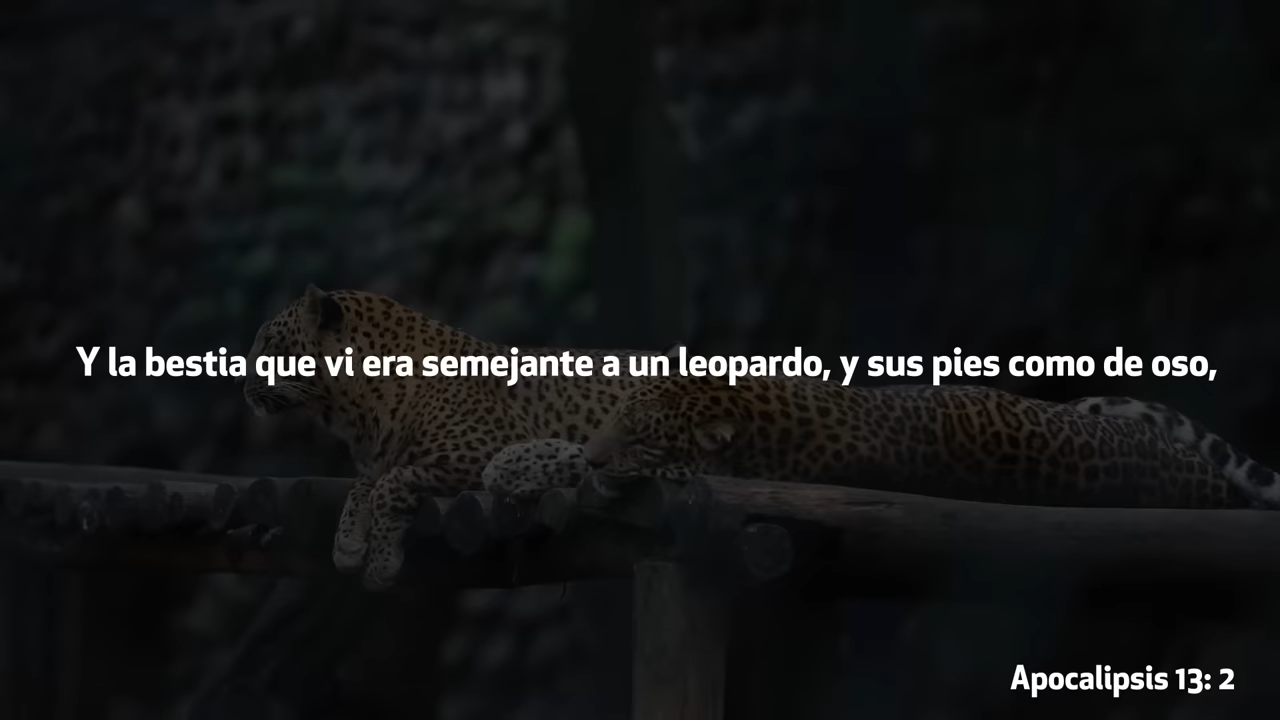 Y la bestia que vi era semejante a un leopardo, y sus pies como de oso,
Apocalipsis 13: 2